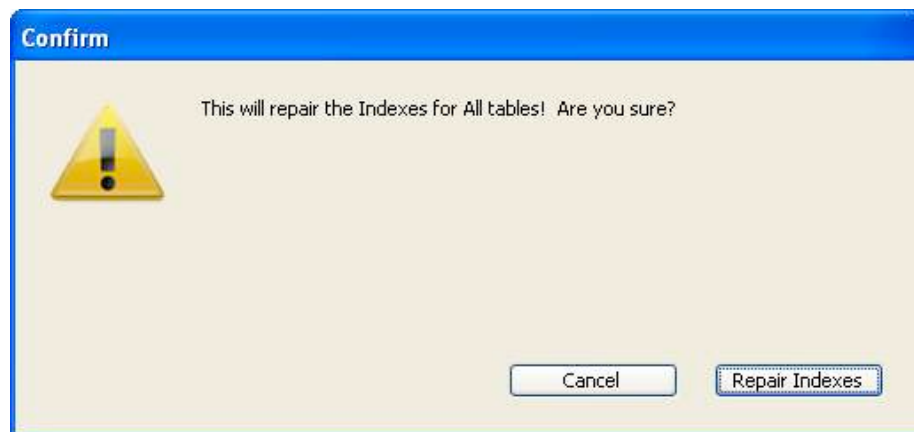 Confirm
This will repair the Indexes for All tables!  Are you sure?
Cancel
Repair Indexes